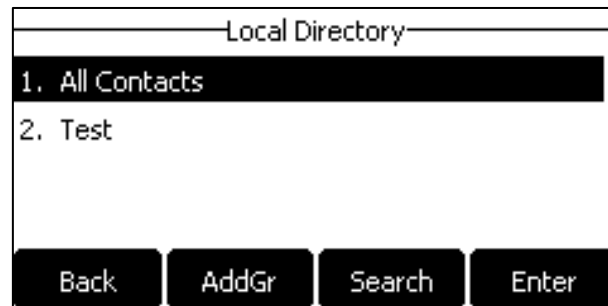 Local Directory
1. All Contacts
2. Test
Back AddGr Search Enter